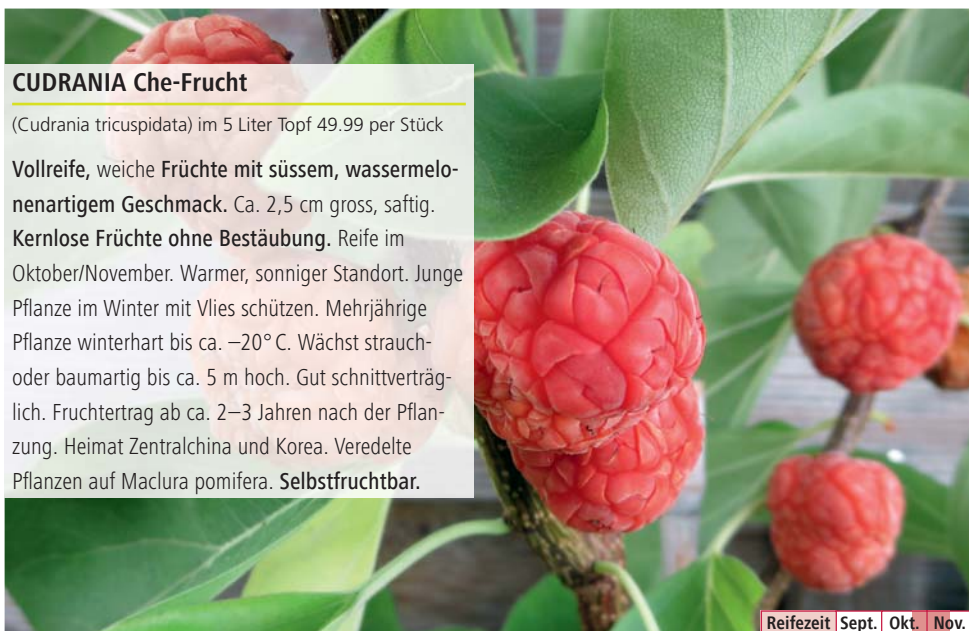 CUDRANIA Che-Frucht
(Cudrania tricuspidata) im 5 Liter Topf 49.99 per Stück
Vollreife, weiche Früchte mit süssem, wassermelo-
nenartigem Geschmack. Ca. 2,5 cm gross, saftig.
Kernlose Früchte ohne Bestäubung. Reife im
Oktober/November. Warmer, sonniger Standort. Junge
Pflanze im Winter mit Vlies schützen. Mehrjährige
Pflanze winterhart bis ca. –20° C. Wächst strauch-
oder baumartig bis ca. 5 m hoch. Gut schnittverträg-
lich. Fruchtertrag ab ca. 2–3 Jahren nach der Pflan-
zung. Heimat Zentralchina und Korea. Veredelte
Pflanzen auf Maclura pomifera. Selbstfruchtbar.
Reifezeit Sept. Okt. Nov.